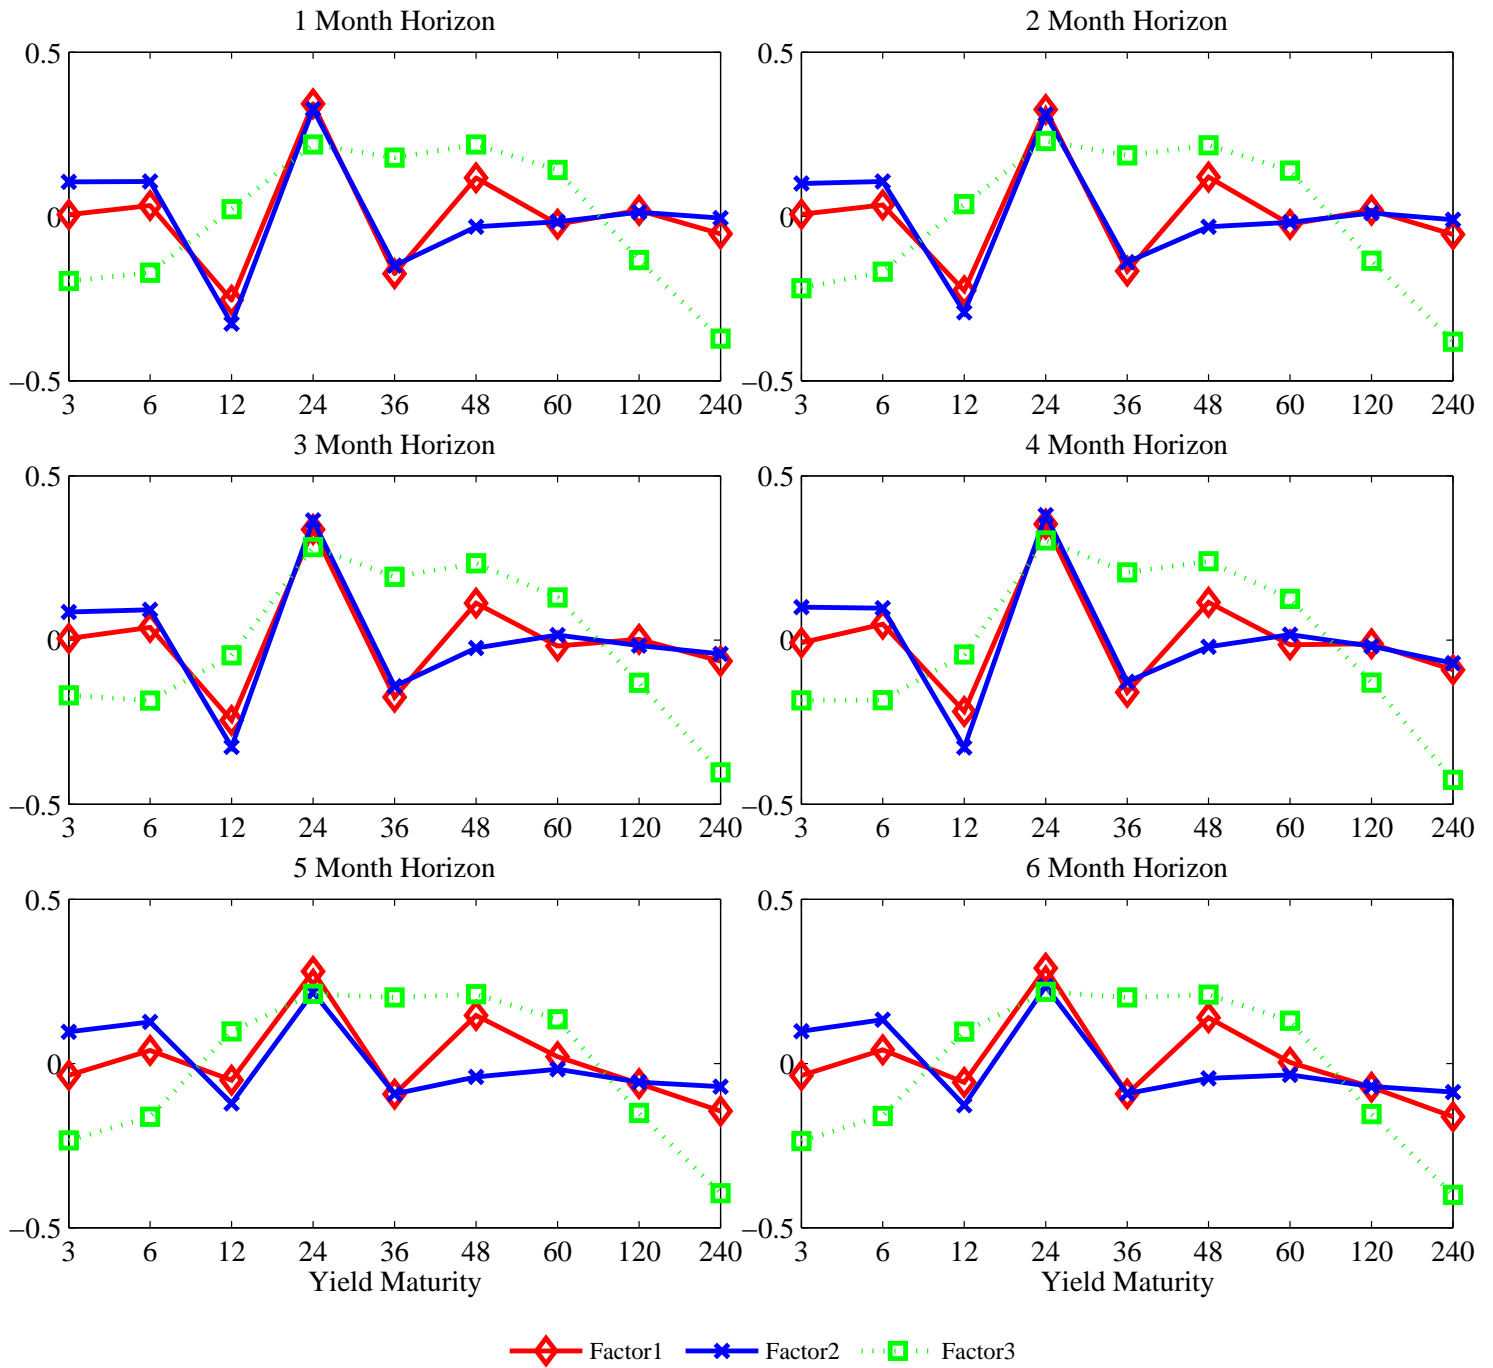 1 Month Horizon
2 Month Horizon
0.5
0
−0.5
3 6 12 24 36 48 60 120 240
0.5
0
−0.5
3 6 12 24 36 48 60 120 240
3 Month Horizon
4 Month Horizon
0.5
0
−0.5
3 6 12 24 36 48 60 120 240
0.5
0
−0.5
3 6 12 24 36 48 60 120 240
5 Month Horizon
6 Month Horizon
0.5
0
−0.5
3 6 12 24 36 48 60 120 240
Yield Maturity
0.5
0
−0.5
3 6 12 24 36 48 60 120 240
Yield Maturity
Factor1 Factor2 Factor3